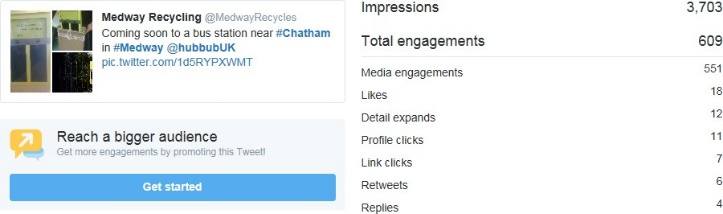 Medway Recycling @MedwayRecycles
Coming soon to a bus station near #Chatham
in #Medway @hubbubUK
pic.twitter.com/1d5RYPXWMT
Reach a bigger audience
Get more engagements by promoting this Tweet!
Get started
Impressions 3,703
Total engagements 609
Media engagements 551
Likes 18
Detail expands 12
Profile clicks 11
Link clicks 7
Retweets 6
Replies 4